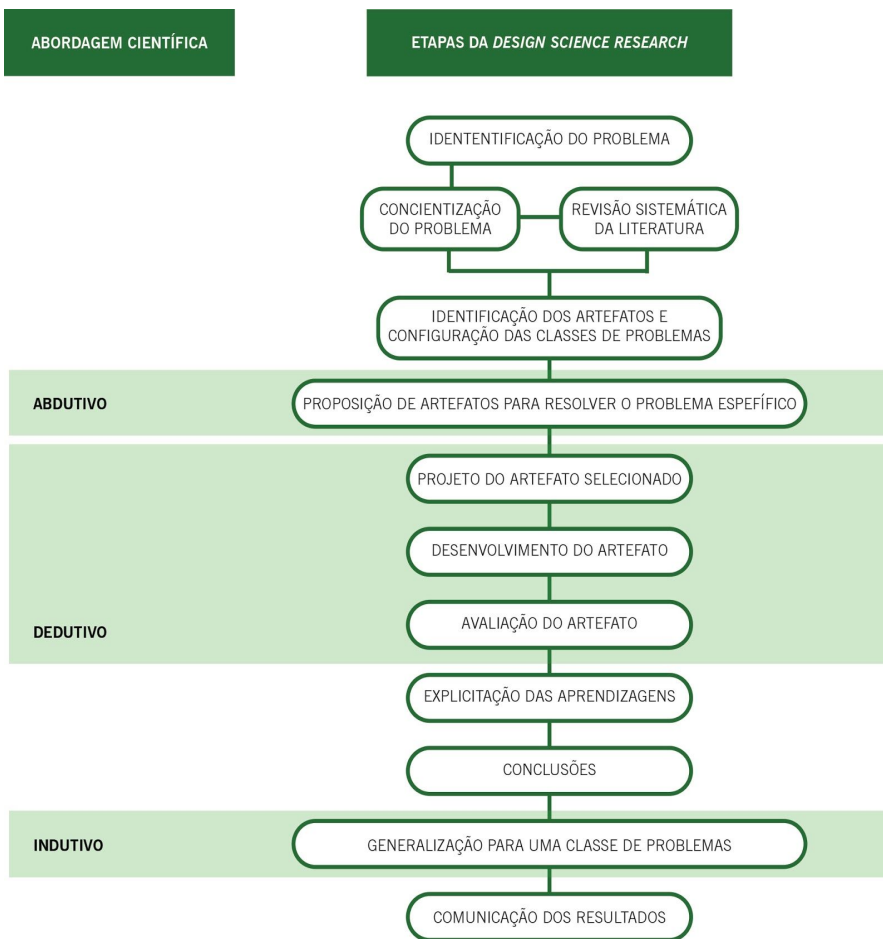 ABORDAGEM CIENTÍFICA
ETAPAS DA DESIGN SCIENCE RESEARCH
IDENTENTIFICAÇÃO DO PROBLEMA
CONCIENTIZAÇÃO
DO PROBLEMA
REVISÃO SISTEMÁTICA
DA LITERATURA
IDENTIFICAÇÃO DOS ARTEFATOS E
CONFIGURAÇÃO DAS CLASSES DE PROBLEMAS
ABDUTIVO
PROPOSIÇÃO DE ARTEFATOS PARA RESOLVER O PROBLEMA ESPEFÍFICO
PROJETO DO ARTEFATO SELECIONADO
DESENVOLVIMENTO DO ARTEFATO
AVALIAÇÃO DO ARTEFATO
DEDUTIVO
EXPLICITAÇÃO DAS APRENDIZAGENS
CONCLUSÕES
INDUTIVO
GENERALIZAÇÃO PARA UMA CLASSE DE PROBLEMAS
COMUNICAÇÃO DOS RESULTADOS